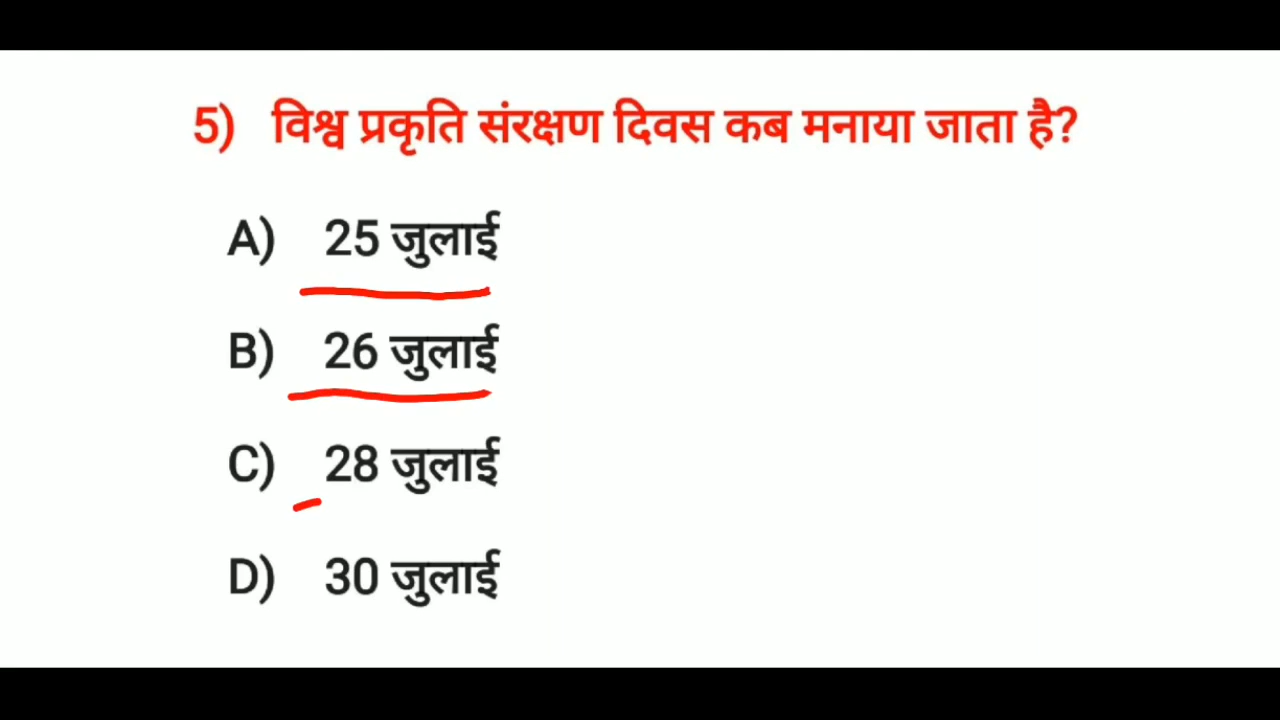 5) विश्व प्रकृति संरक्षण दिवस कब मनाया जाता है?
A) 25 जुलाई
B) 26 जुलाई
C) 28 जुलाई
D) 30 जुलाई